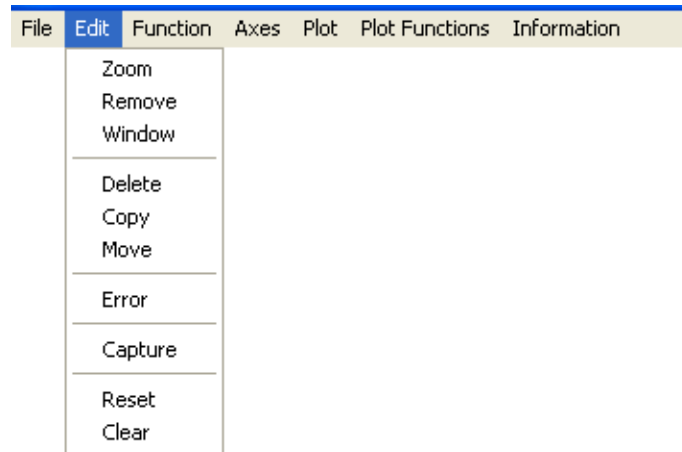 File Edit Function Axes Plot Plot Functions Information
Zoom
Remove
Window
Delete
Copy
Move
Error
Capture
Reset
Clear